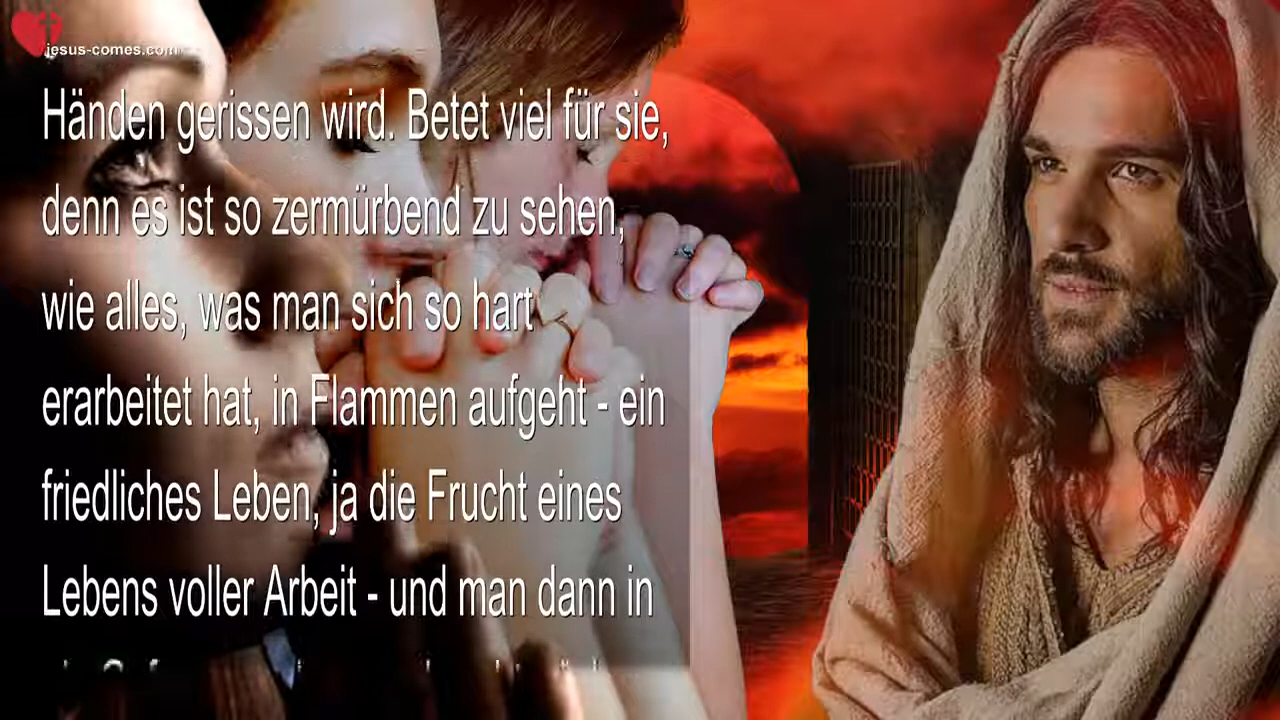 jesus-comes.com
Händen gerissen wird. Betet viel für sie,
denn es ist so zermürbend zu sehen,
wie alles, was man sich so hart
erarbeitet hat, in Flammen aufgeht - ein
friedliches Leben, ja die Frucht eines
Lebens voller Arbeit - und man dann in